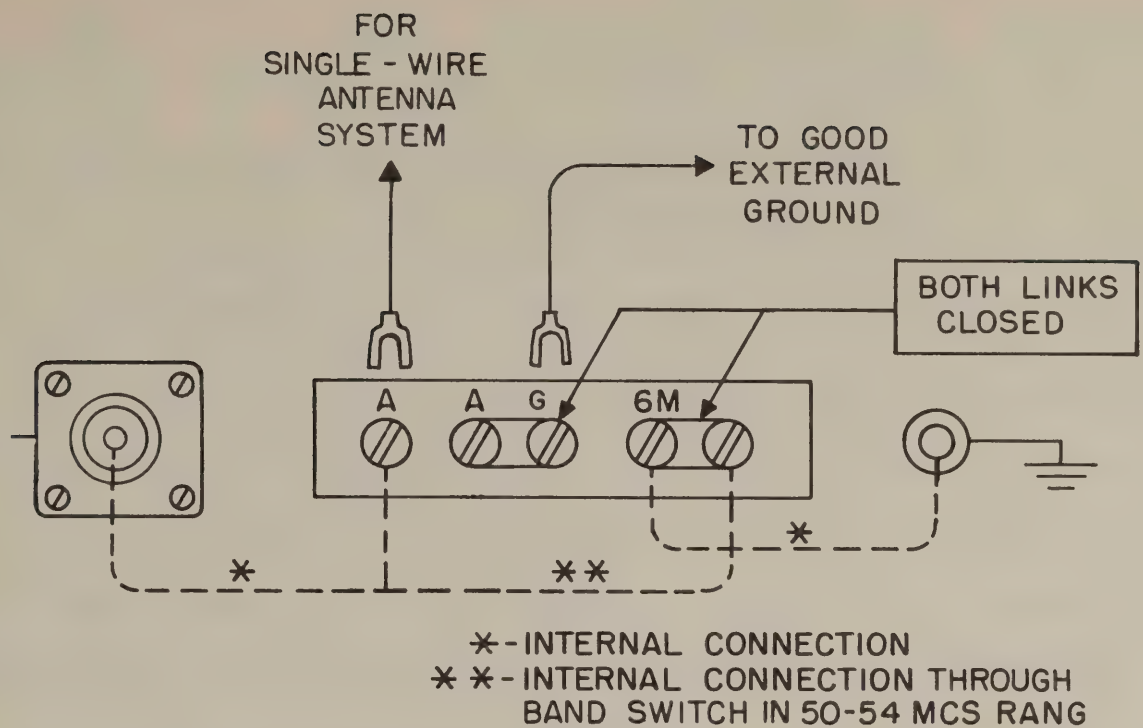 FOR
SINGLE - WIRE
ANTENNA
SYSTEM
TO GOOD
EXTERNAL
GROUND
BOTH LINKS
CLOSED
A A G 6M
*
**
*
*-INTERNAL CONNECTION
**-INTERNAL CONNECTION THROUGH
BAND SWITCH IN 50-54 MCS RANG